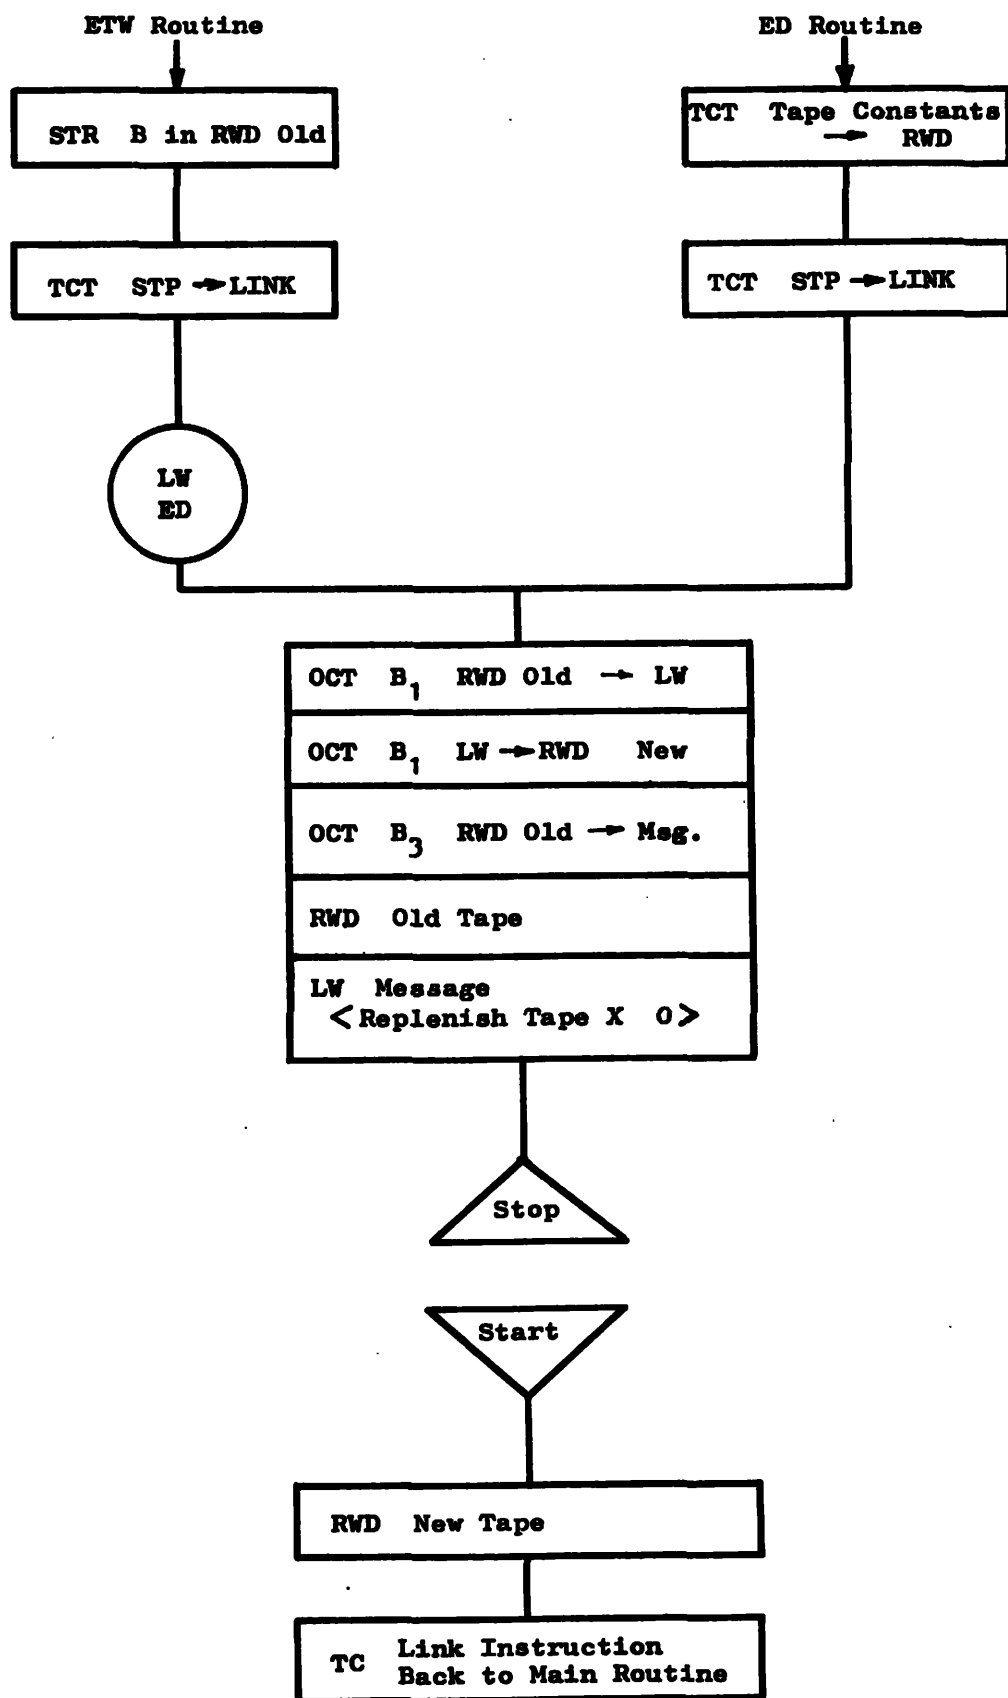 ETW Routine
ED Routine
STR B in RWD Old
TCT Tape Constants
→ RWD
TCT STP → LINK
TCT STP → LINK
LW
ED
OCT B₁ RWD Old → LW
OCT B₁ LW → RWD New
OCT B₃ RWD Old → Msg.
RWD Old Tape
LW Message
<Replenish Tape X O>
Stop
Start
RWD New Tape
TC Link Instruction
Back to Main Routine